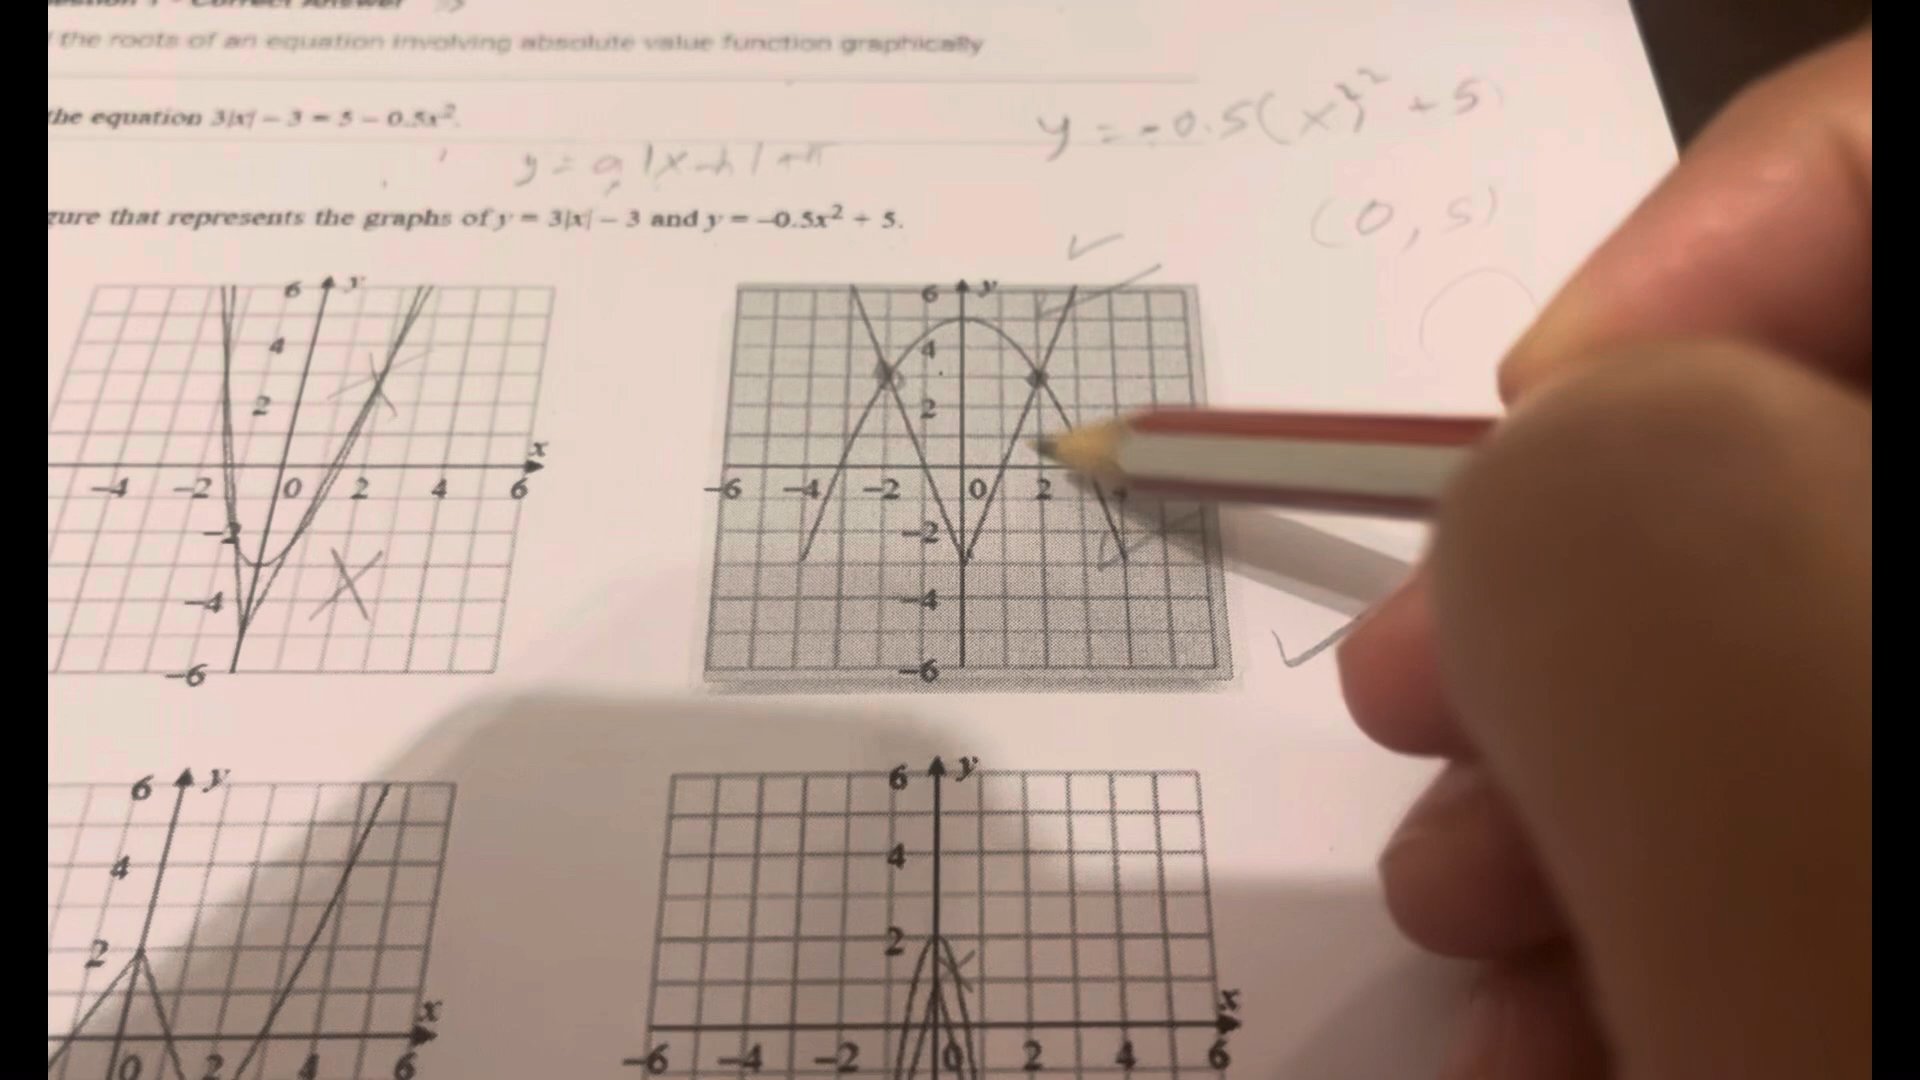 Correct Answer
the roots of an equation involving absolute value function graphically
the equation 3|x| – 3 = 5 – 0.5x².
y = -0.5(x)² + 5
y = a|x-h|+
(0, 5)
that represents the graphs of y = 3|x| – 3 and y = –0.5x² + 5.
6 y
4
2
x
–4 –2 0 2 4 6
–2
–4
–6
6 y
4
2
–6 –4 –2 0 2
–2
–4
–6
6 y
4
2
x
0 2 4 6
6 y
4
2
x
–6 –4 –2 0 2 4 6